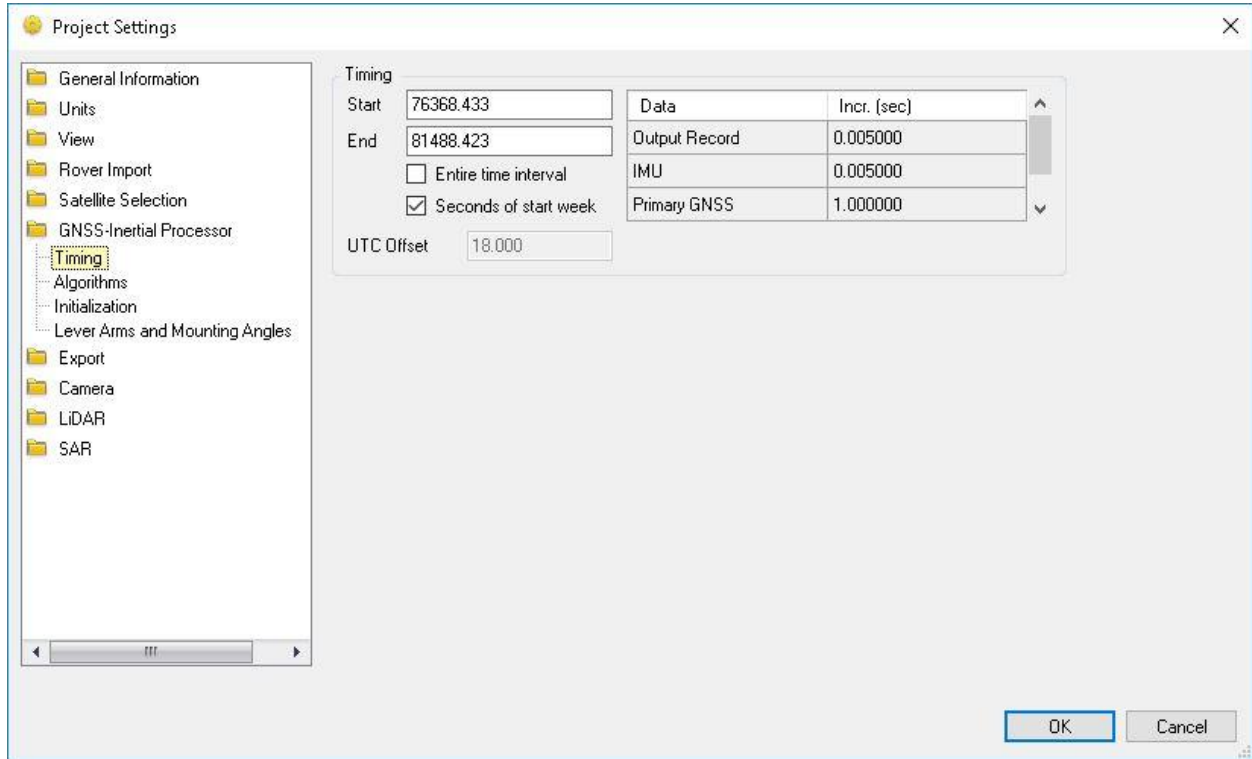 Project Settings
General Information
Units
View
Rover Import
Satellite Selection
GNSS-Inertial Processor
Timing
Algorithms
Initialization
Lever Arms and Mounting Angles
Export
Camera
LiDAR
SAR
Timing
Start 76368.433
End 81488.423
Entire time interval
Seconds of start week
UTC Offset 18.000
Data Incr. (sec)
Output Record 0.005000
IMU 0.005000
Primary GNSS 1.000000
OK Cancel